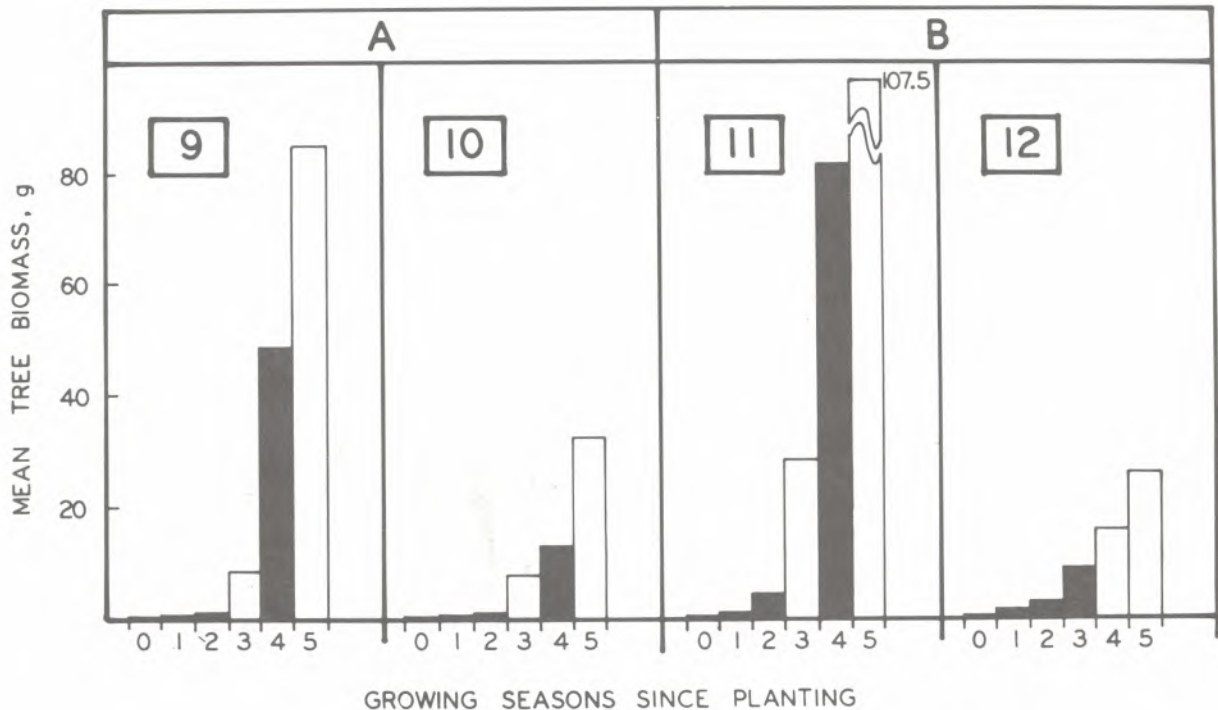 A B
107.5
9 10 11 12
80
60
40
20
MEAN TREE BIOMASS, g
0 1 2 3 4 5 0 1 2 3 4 5 0 1 2 3 4 5 0 1 2 3 4 5
GROWING SEASONS SINCE PLANTING